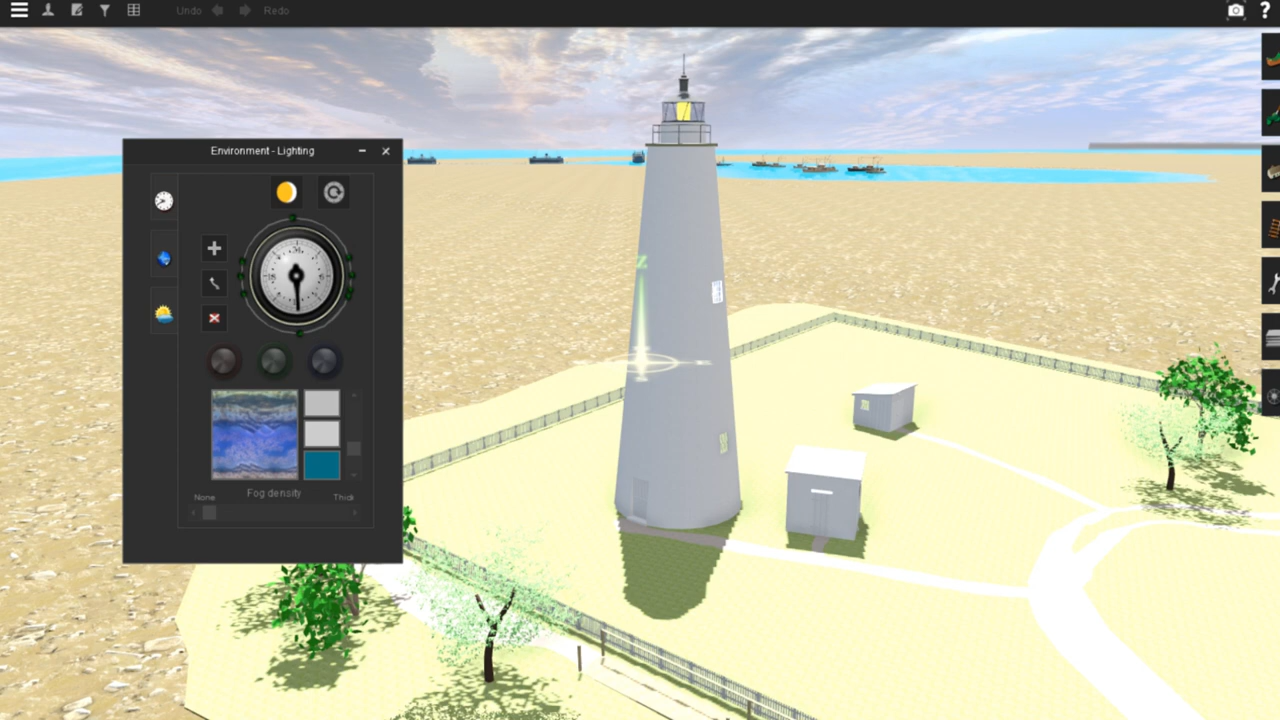 Undo
Redo
?
Environment - Lighting
Fog density
None
Thick